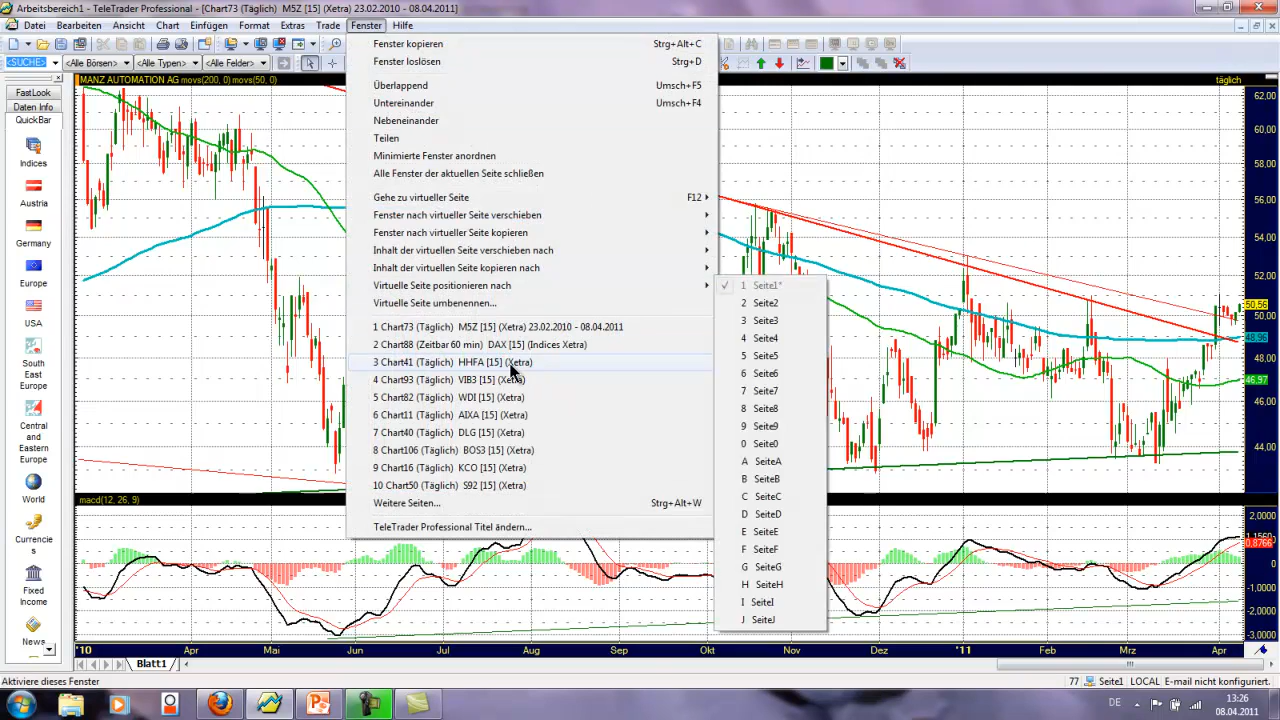 Arbeitsbereich1 - TeleTrader Professional - [Chart73 (Täglich) M5Z [15] (Xetra) 23.02.2010 - 08.04.2011]
Datei Bearbeiten Ansicht Chart Einfügen Format Extras Trade Fenster Hilfe
<SUCHE> <Alle Börsen> <Alle Typen> <Alle Felder>
MANZ AUTOMATION AG movs(200, 0) movs(50, 0)
täglich
FastLook
Daten Info
QuickBar
Indices
Austria
Germany
Europe
USA
South
East
Europe
Central
and
Eastern
Europe
World
Currencie
s
Fixed
Income
News
Fenster kopieren Strg+Alt+C
Fenster loslösen Strg+D
Überlappend Umsch+F5
Untereinander Umsch+F4
Nebeneinander
Teilen
Minimierte Fenster anordnen
Alle Fenster der aktuellen Seite schließen
Gehe zu virtueller Seite F12
Fenster nach virtueller Seite verschieben
Fenster nach virtueller Seite kopieren
Inhalt der virtuellen Seite verschieben nach
Inhalt der virtuellen Seite kopieren nach
Virtuelle Seite positionieren nach
Virtuelle Seite umbenennen...
1 Chart73 (Täglich) M5Z [15] (Xetra) 23.02.2010 - 08.04.2011
2 Chart88 (Zeitbar 60 min) DAX [15] (Indices Xetra)
3 Chart41 (Täglich) HHFA [15] (Xetra)
4 Chart93 (Täglich) VIB3 [15] (Xetra)
5 Chart82 (Täglich) WDI [15] (Xetra)
6 Chart11 (Täglich) AIXA [15] (Xetra)
7 Chart40 (Täglich) DLG [15] (Xetra)
8 Chart106 (Täglich) BOS3 [15] (Xetra)
9 Chart16 (Täglich) KCO [15] (Xetra)
10 Chart50 (Täglich) S92 [15] (Xetra)
Weitere Seiten... Strg+Alt+W
TeleTrader Professional Titel ändern...
1 Seite1*
2 Seite2
3 Seite3
4 Seite4
5 Seite5
6 Seite6
7 Seite7
8 Seite8
9 Seite9
0 Seite0
A SeiteA
B SeiteB
C SeiteC
D SeiteD
E SeiteE
F SeiteF
G SeiteG
H SeiteH
I SeiteI
J SeiteJ
62,00
60,00
58,00
56,00
54,00
52,00
50,56
50,00
48,96
48,00
46,97
46,00
44,00
macd(12, 26, 9)
2,0000
1,1560
0,8766
0,0000
-1,0000
-2,0000
-3,0000
'10 Apr Mai Jun Jul Aug Sep Okt Nov Dez '11 Feb Mrz Apr
Blatt1
Aktiviere dieses Fenster
77 Seite1 LOCAL E-mail nicht konfiguriert.
DE
13:26
08.04.2011